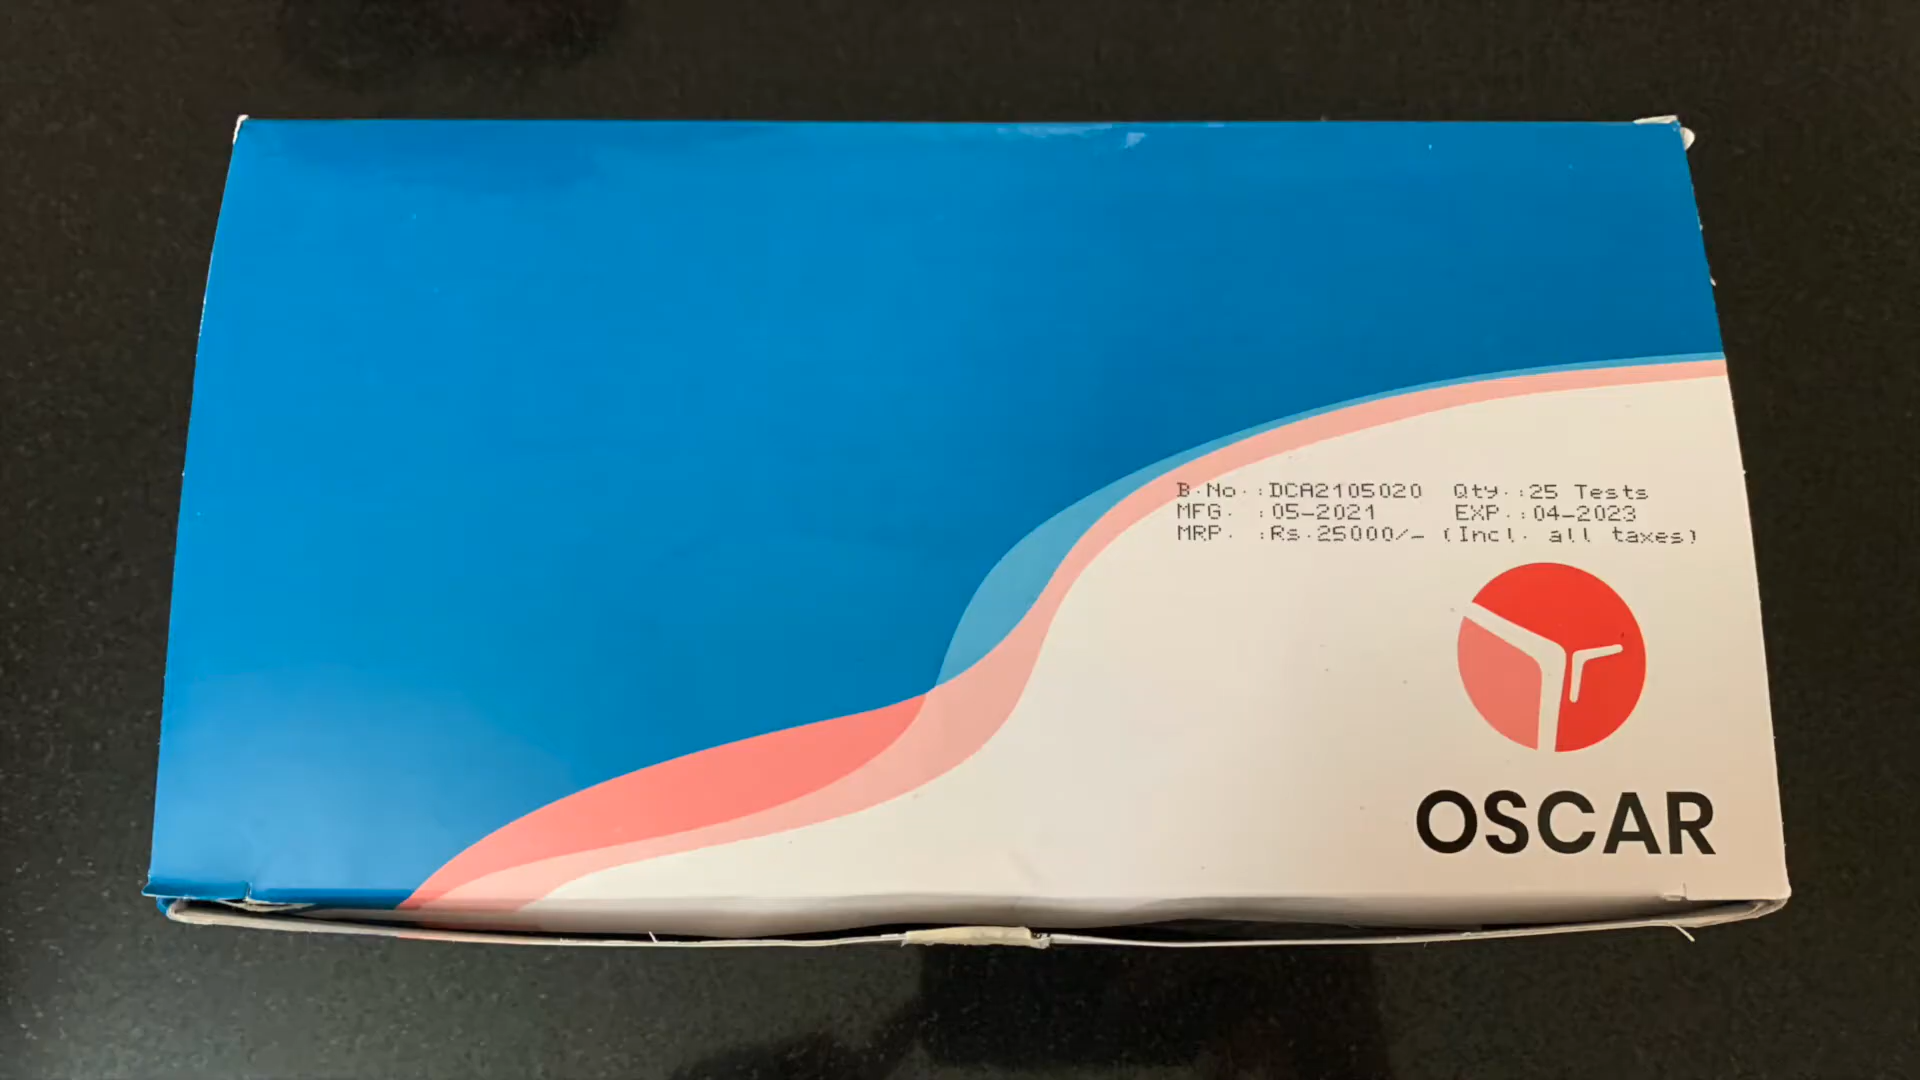 B.No. :DCA2105020 Qty.:25 Tests
MFG. :05-2021 EXP.:04-2023
MRP. :Rs.25000/- (Incl. all taxes)
OSCAR